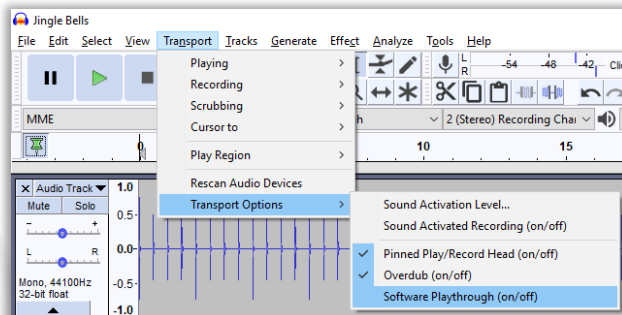 Jingle Bells
File Edit Select View Transport Tracks Generate Effect Analyze Tools Help
L
R
-54 -48 -42
MME
2 (Stereo) Recording Chai
0
10
15
Playing
Recording
Scrubbing
Cursor to
Play Region
Rescan Audio Devices
Transport Options
Sound Activation Level...
Sound Activated Recording (on/off)
Pinned Play/Record Head (on/off)
Overdub (on/off)
Software Playthrough (on/off)
X Audio Track
Mute Solo
- +
L R
Mono, 44100Hz
32-bit float
1.0
0.5
0.0
-0.5
-1.0